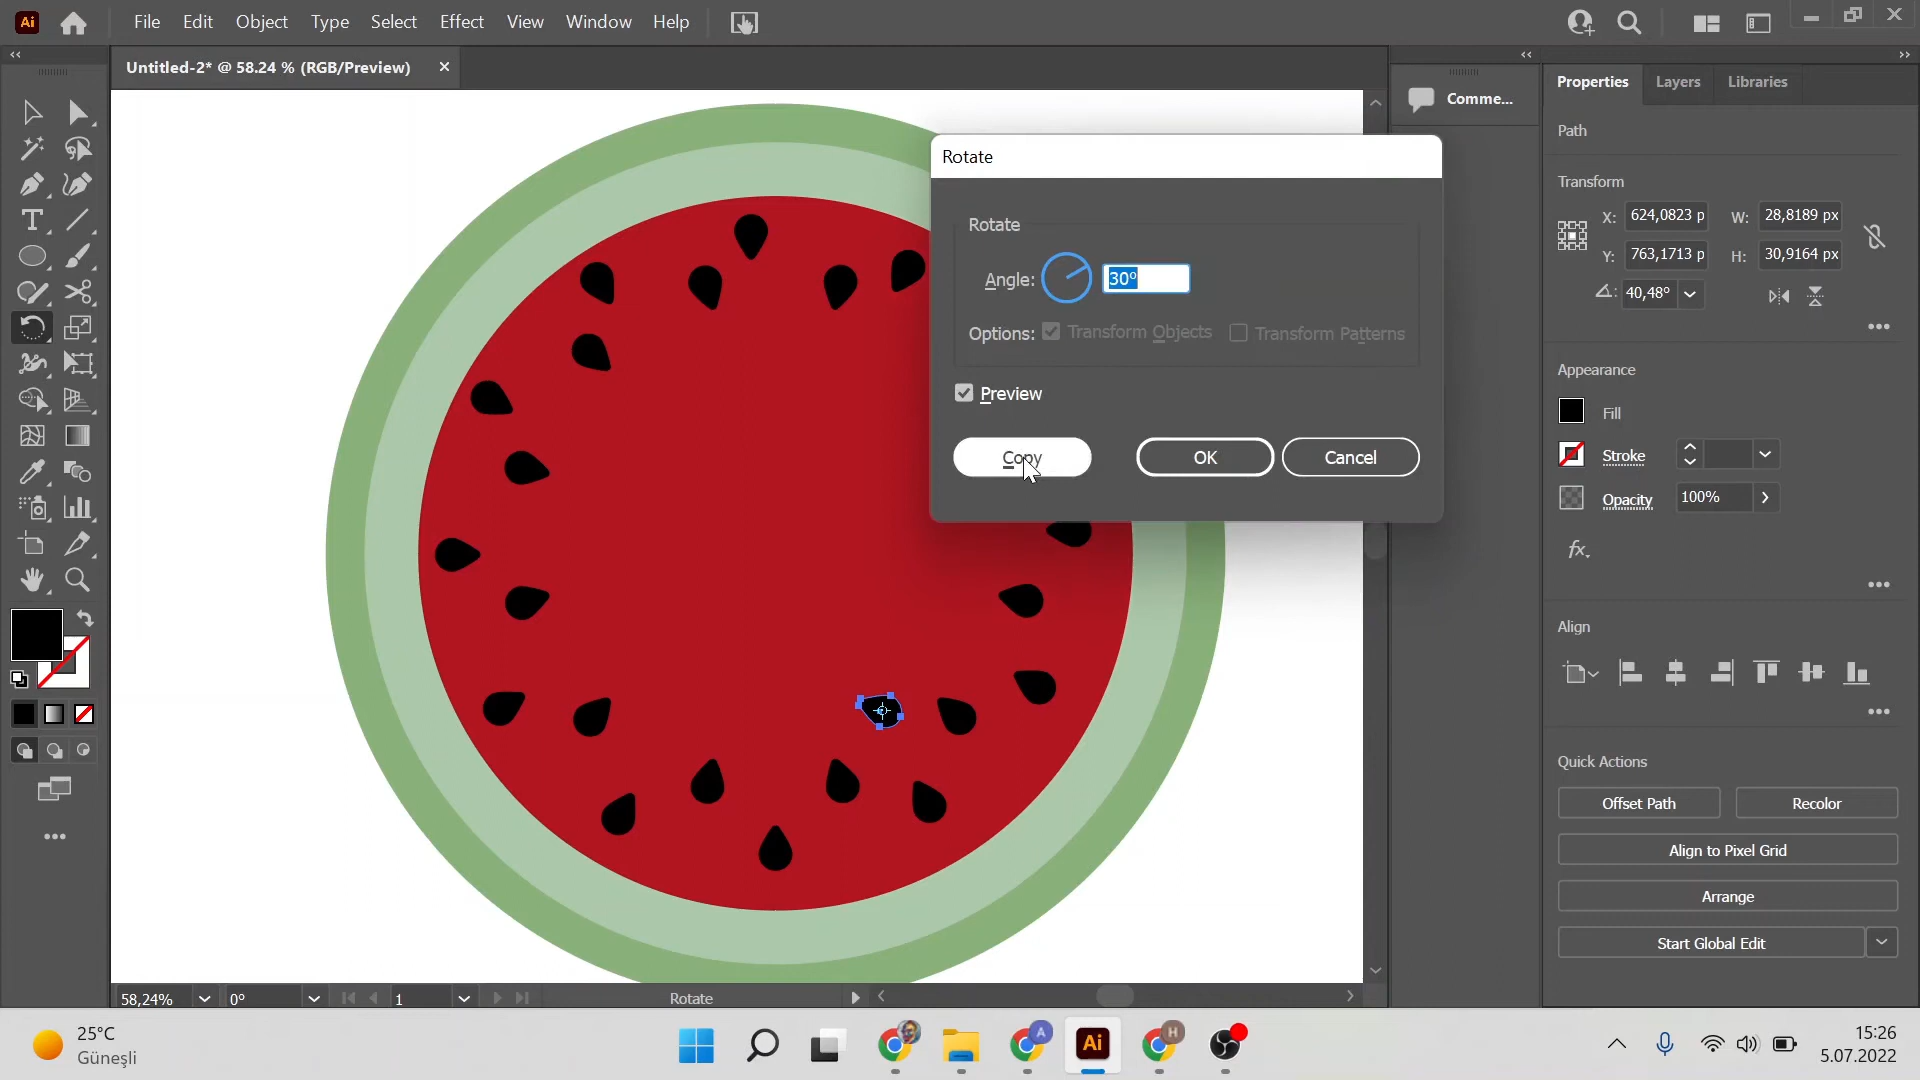 Ai File Edit Object Type Select Effect View Window Help
Untitled-2* @ 58.24 % (RGB/Preview)
Comme...
Properties Layers Libraries
Path
Transform
X: 624,0823 p W: 28,8189 px
Y: 763,1713 p H: 30,9164 px
40,48°
Appearance
Fill
Stroke
Opacity 100%
fx.
Align
Quick Actions
Offset Path Recolor
Align to Pixel Grid
Arrange
Start Global Edit
Rotate
Rotate
Angle: 30°
Options: Transform Objects Transform Patterns
Preview
Copy OK Cancel
58,24% 0° 1 Rotate
25°C
Güneşli
A
Ai
H
15:26
5.07.2022